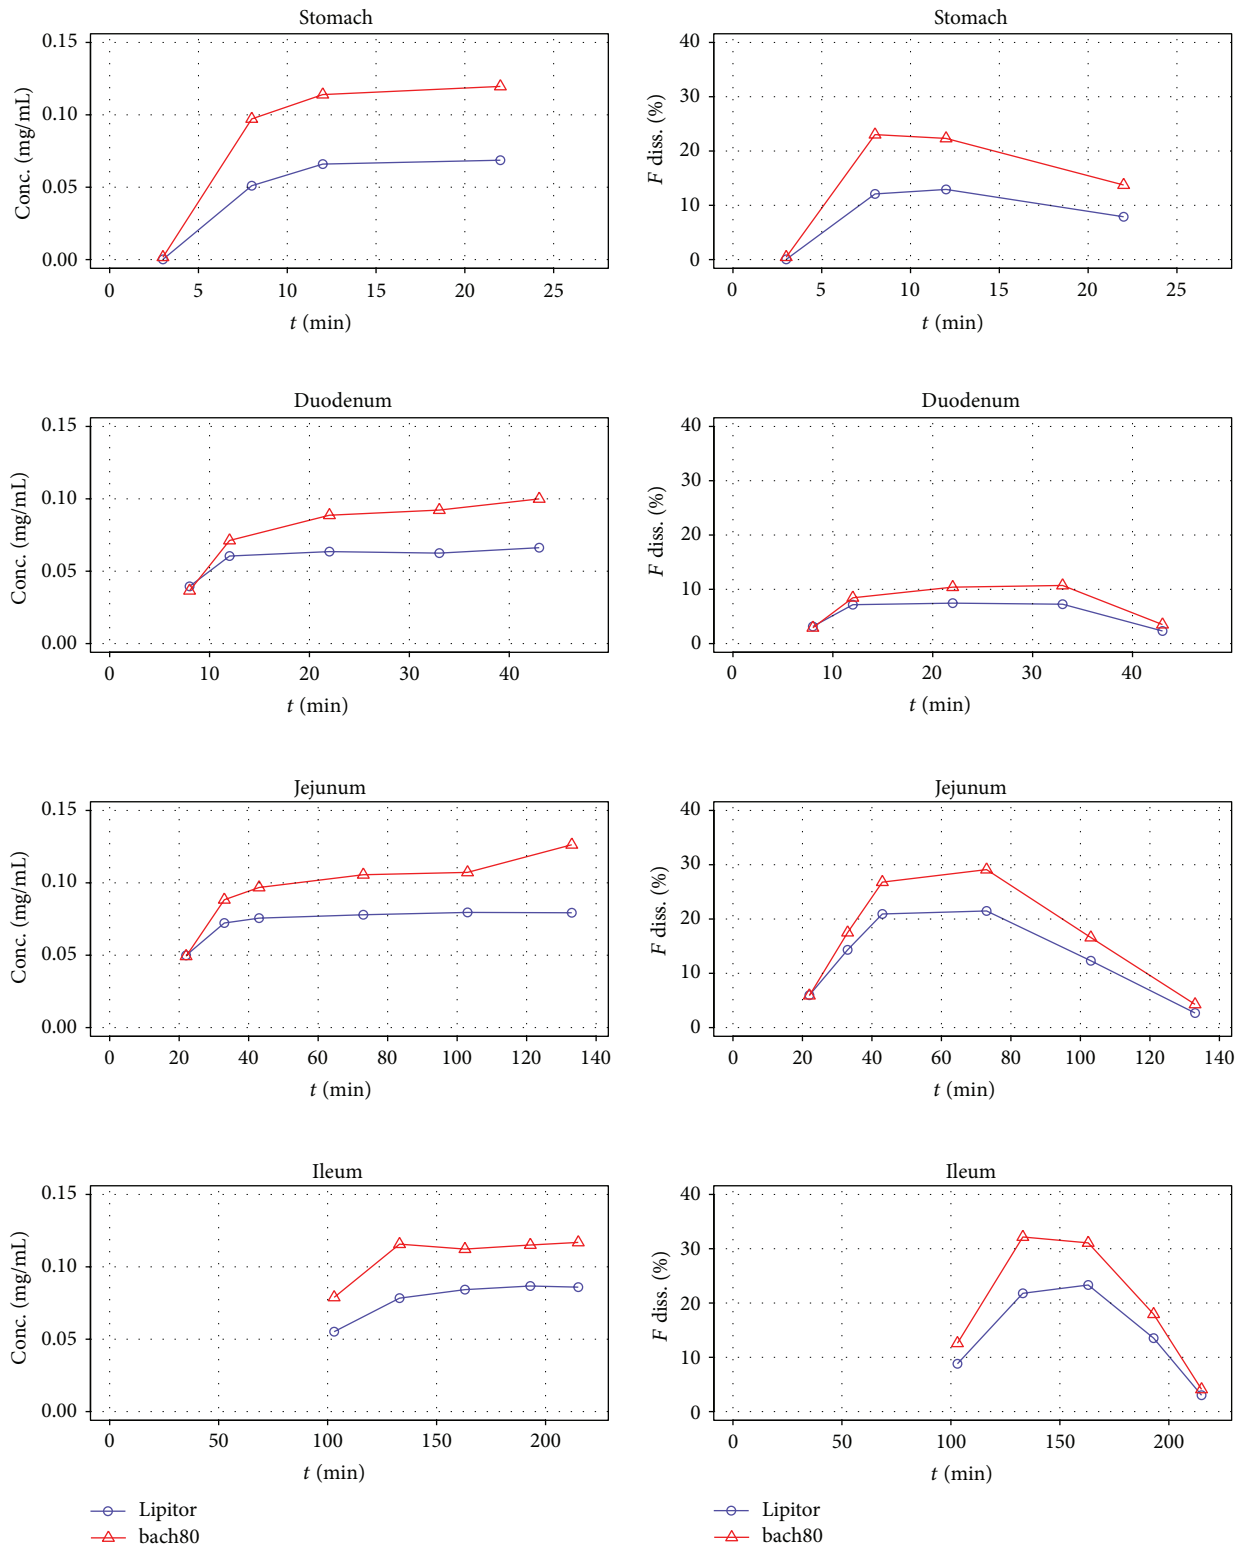 Stomach
Conc. (mg/mL)
0.15
0.10
0.05
0.00
0 5 10 15 20 25
t (min)
Stomach
F diss. (%)
40
30
20
10
0
0 5 10 15 20 25
t (min)
Duodenum
Conc. (mg/mL)
0.15
0.10
0.05
0.00
0 10 20 30 40
t (min)
Duodenum
F diss. (%)
40
30
20
10
0
0 10 20 30 40
t (min)
Jejunum
Conc. (mg/mL)
0.15
0.10
0.05
0.00
0 20 40 60 80 100 120 140
t (min)
Jejunum
F diss. (%)
40
30
20
10
0
0 20 40 60 80 100 120 140
t (min)
Ileum
Conc. (mg/mL)
0.15
0.10
0.05
0.00
0 50 100 150 200
t (min)
Ileum
F diss. (%)
40
30
20
10
0
0 50 100 150 200
t (min)
Lipitor
bach80
Lipitor
bach80